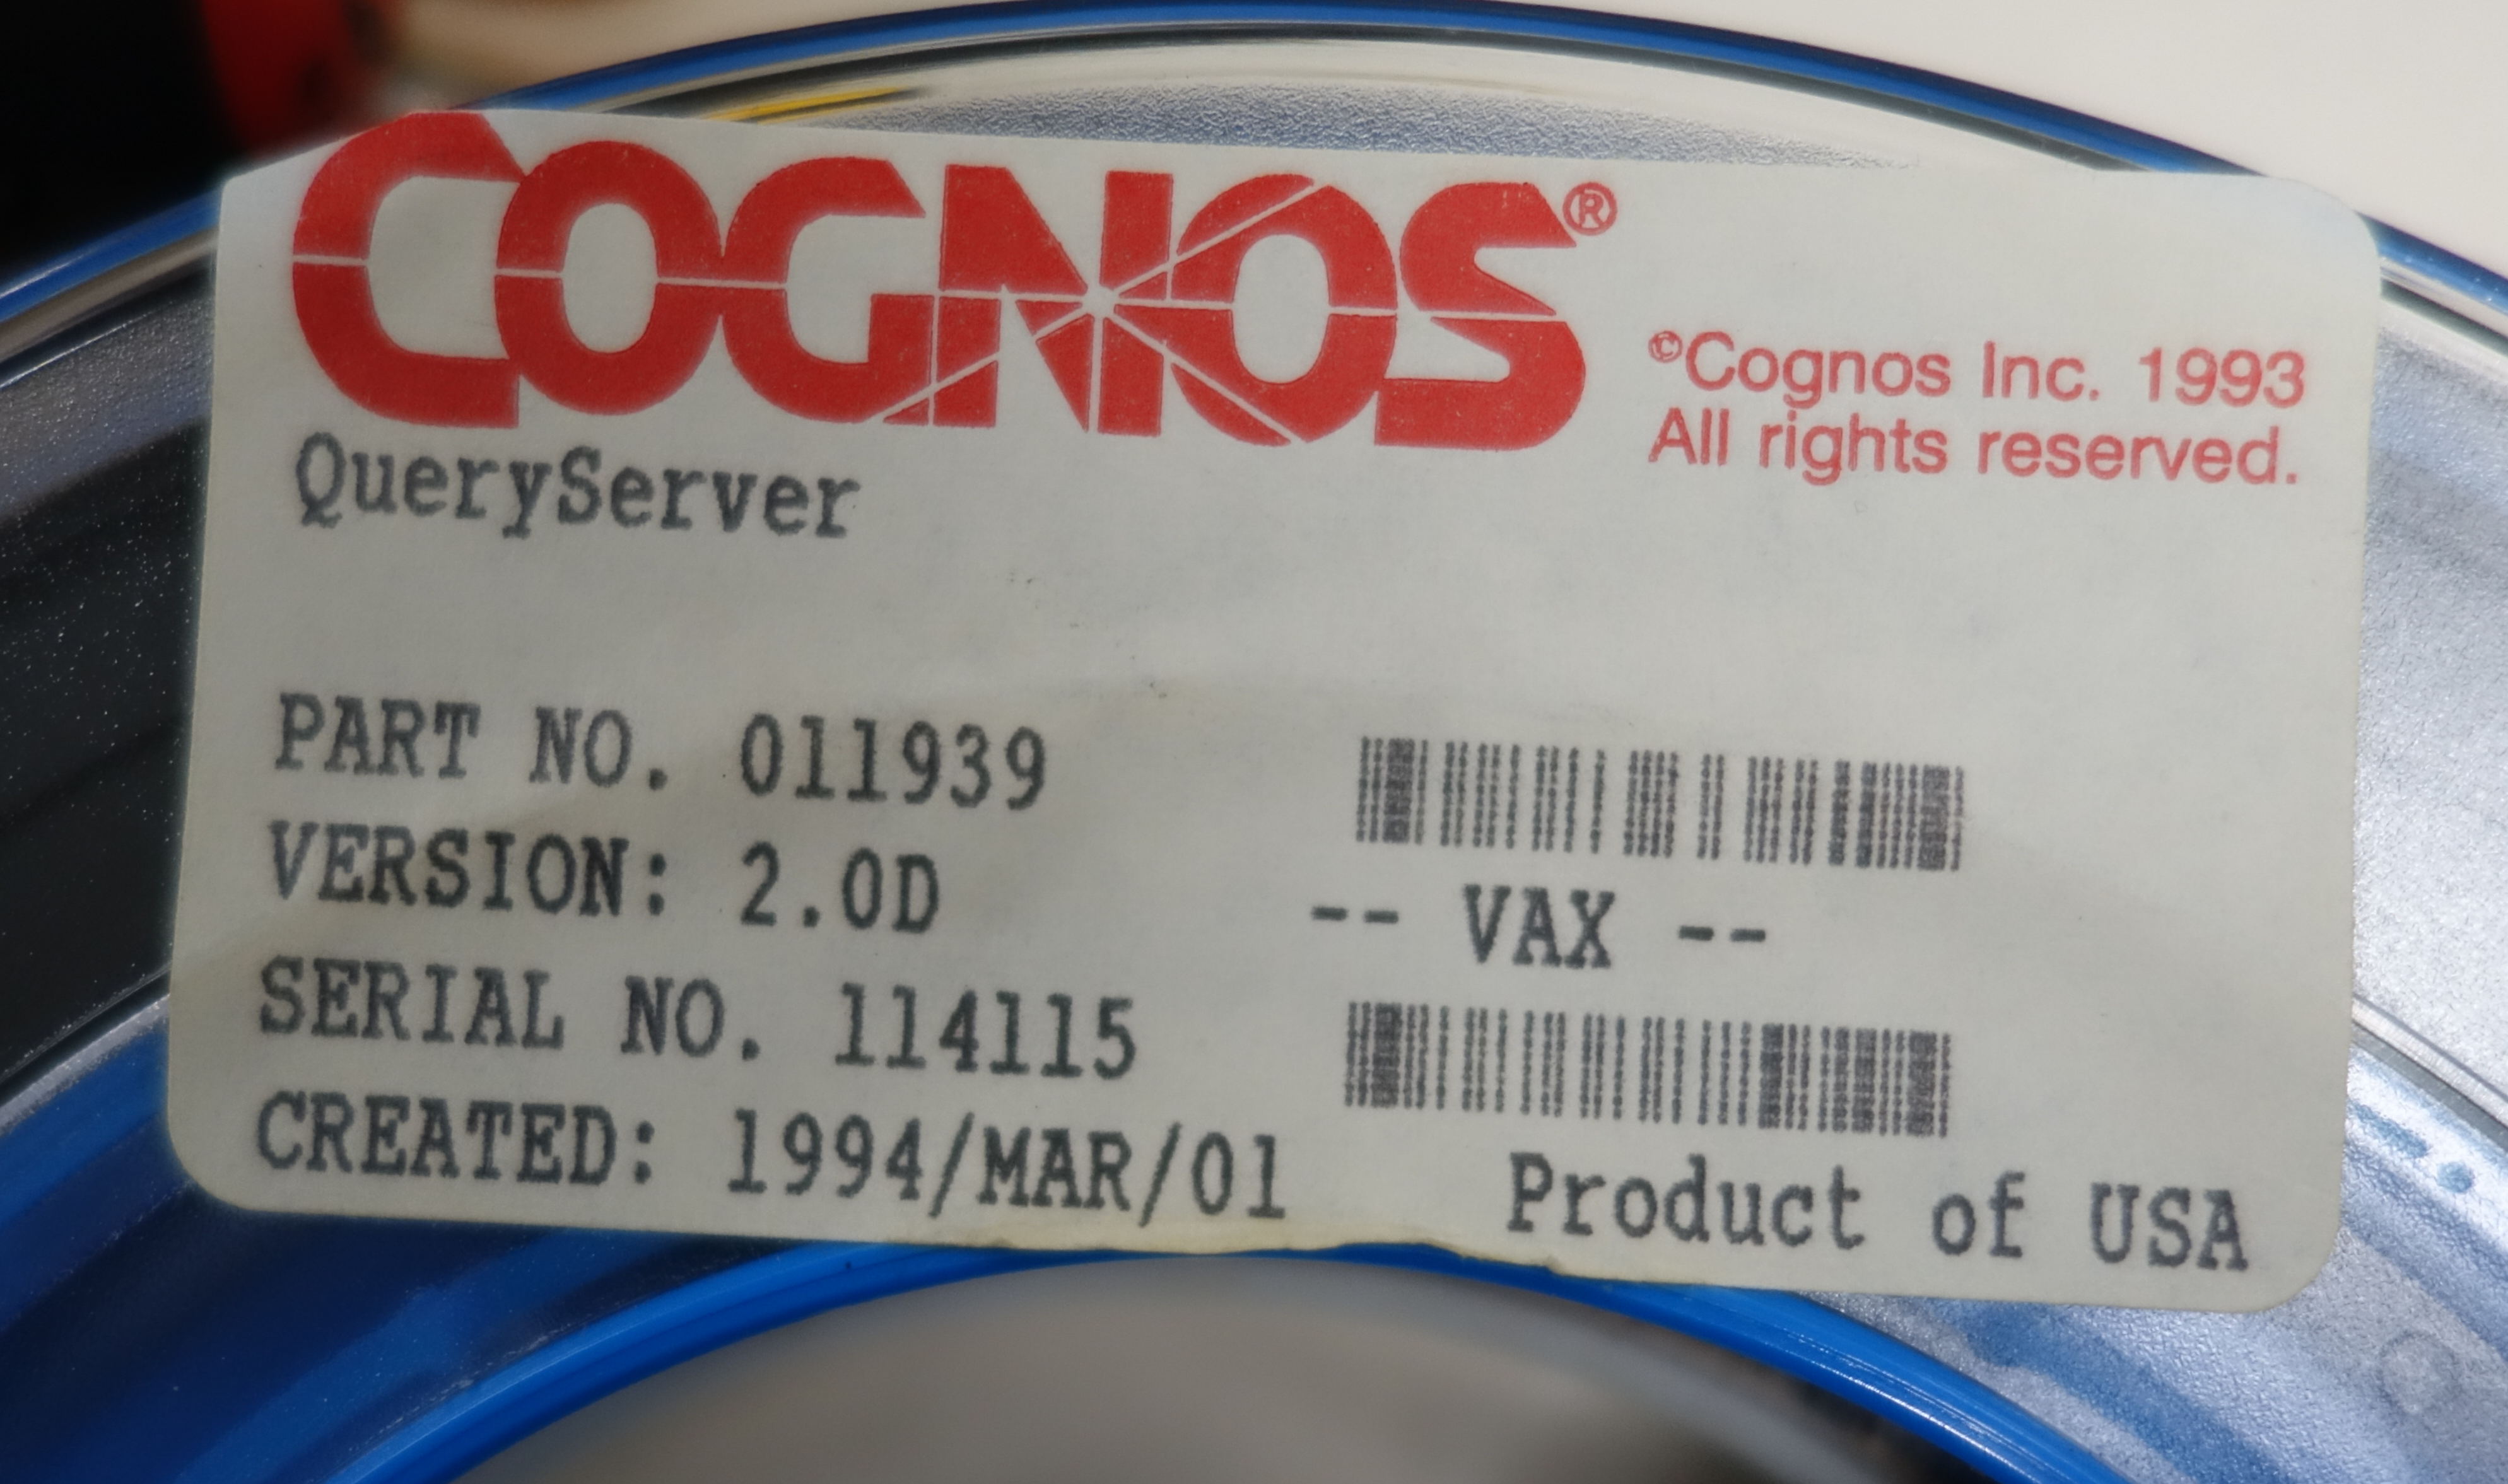 COGNOS®
©Cognos Inc. 1993
All rights reserved.
QueryServer
PART NO. 011939
VERSION: 2.0D
-- VAX --
SERIAL NO. 114115
CREATED: 1994/MAR/01
Product of USA